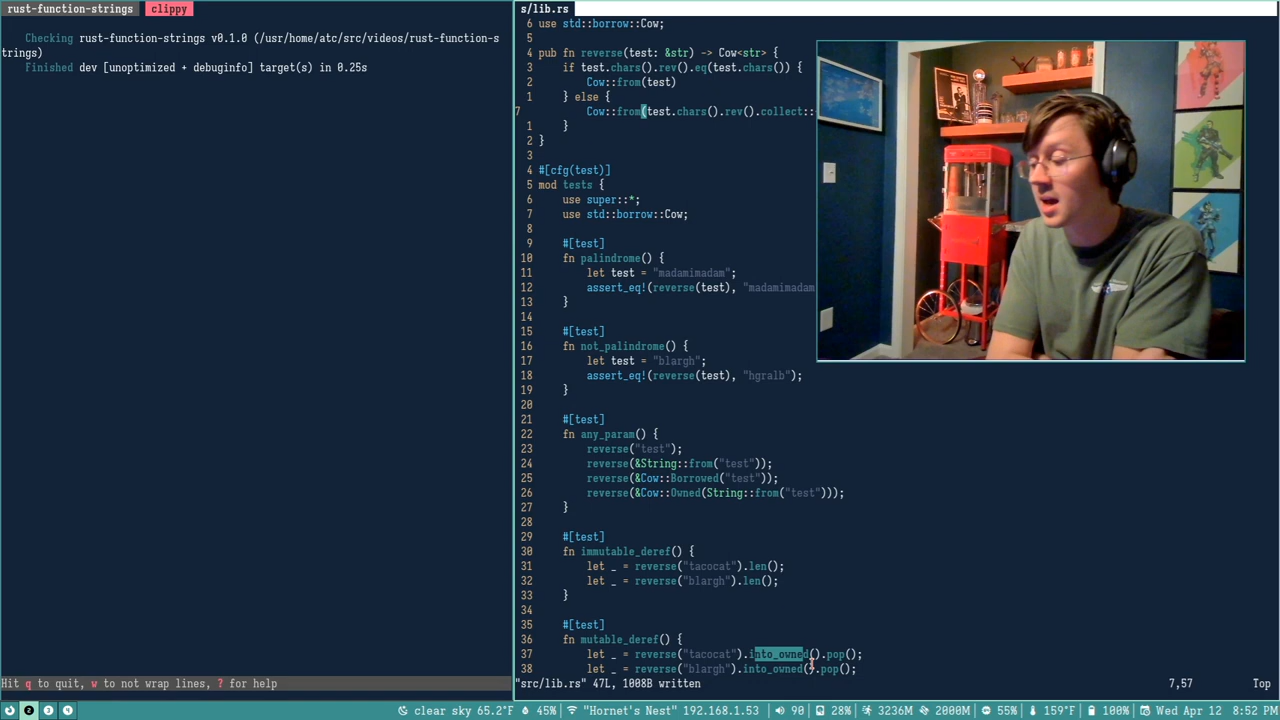 rust-function-strings clippy
Checking rust-function-strings v0.1.0 (/usr/home/atc/src/videos/rust-function-s
trings)
Finished dev [unoptimized + debuginfo] target(s) in 0.25s
Hit q to quit, w to not wrap lines, ? for help
s/lib.rs
6 use std::borrow::Cow;
5
4 pub fn reverse(test: &str) -> Cow<str> {
3 if test.chars().rev().eq(test.chars()) {
2 Cow::from(test)
1 } else {
7 Cow::from(test.chars().rev().collect::
1 }
2 }
3
4 #[cfg(test)]
5 mod tests {
6 use super::*;
7 use std::borrow::Cow;
8
9 #[test]
10 fn palindrome() {
11 let test = "madamimadam";
12 assert_eq!(reverse(test), "madamimadam
13 }
14
15 #[test]
16 fn not_palindrome() {
17 let test = "blargh";
18 assert_eq!(reverse(test), "hgralb");
19 }
20
21 #[test]
22 fn any_param() {
23 reverse("test");
24 reverse(&String::from("test"));
25 reverse(&Cow::Borrowed("test"));
26 reverse(&Cow::Owned(String::from("test")));
27 }
28
29 #[test]
30 fn immutable_deref() {
31 let _ = reverse("tacocat").len();
32 let _ = reverse("blargh").len();
33 }
34
35 #[test]
36 fn mutable_deref() {
37 let _ = reverse("tacocat").into_owned().pop();
38 let _ = reverse("blargh").into_owned().pop();
"src/lib.rs" 47L, 1008B written 7,57 Top
2 3 4 clear sky 65.2°F 45% "Hornet's Nest" 192.168.1.53 90 28% 3236M 2000M 55% 159°F 100% Wed Apr 12 8:52 PM